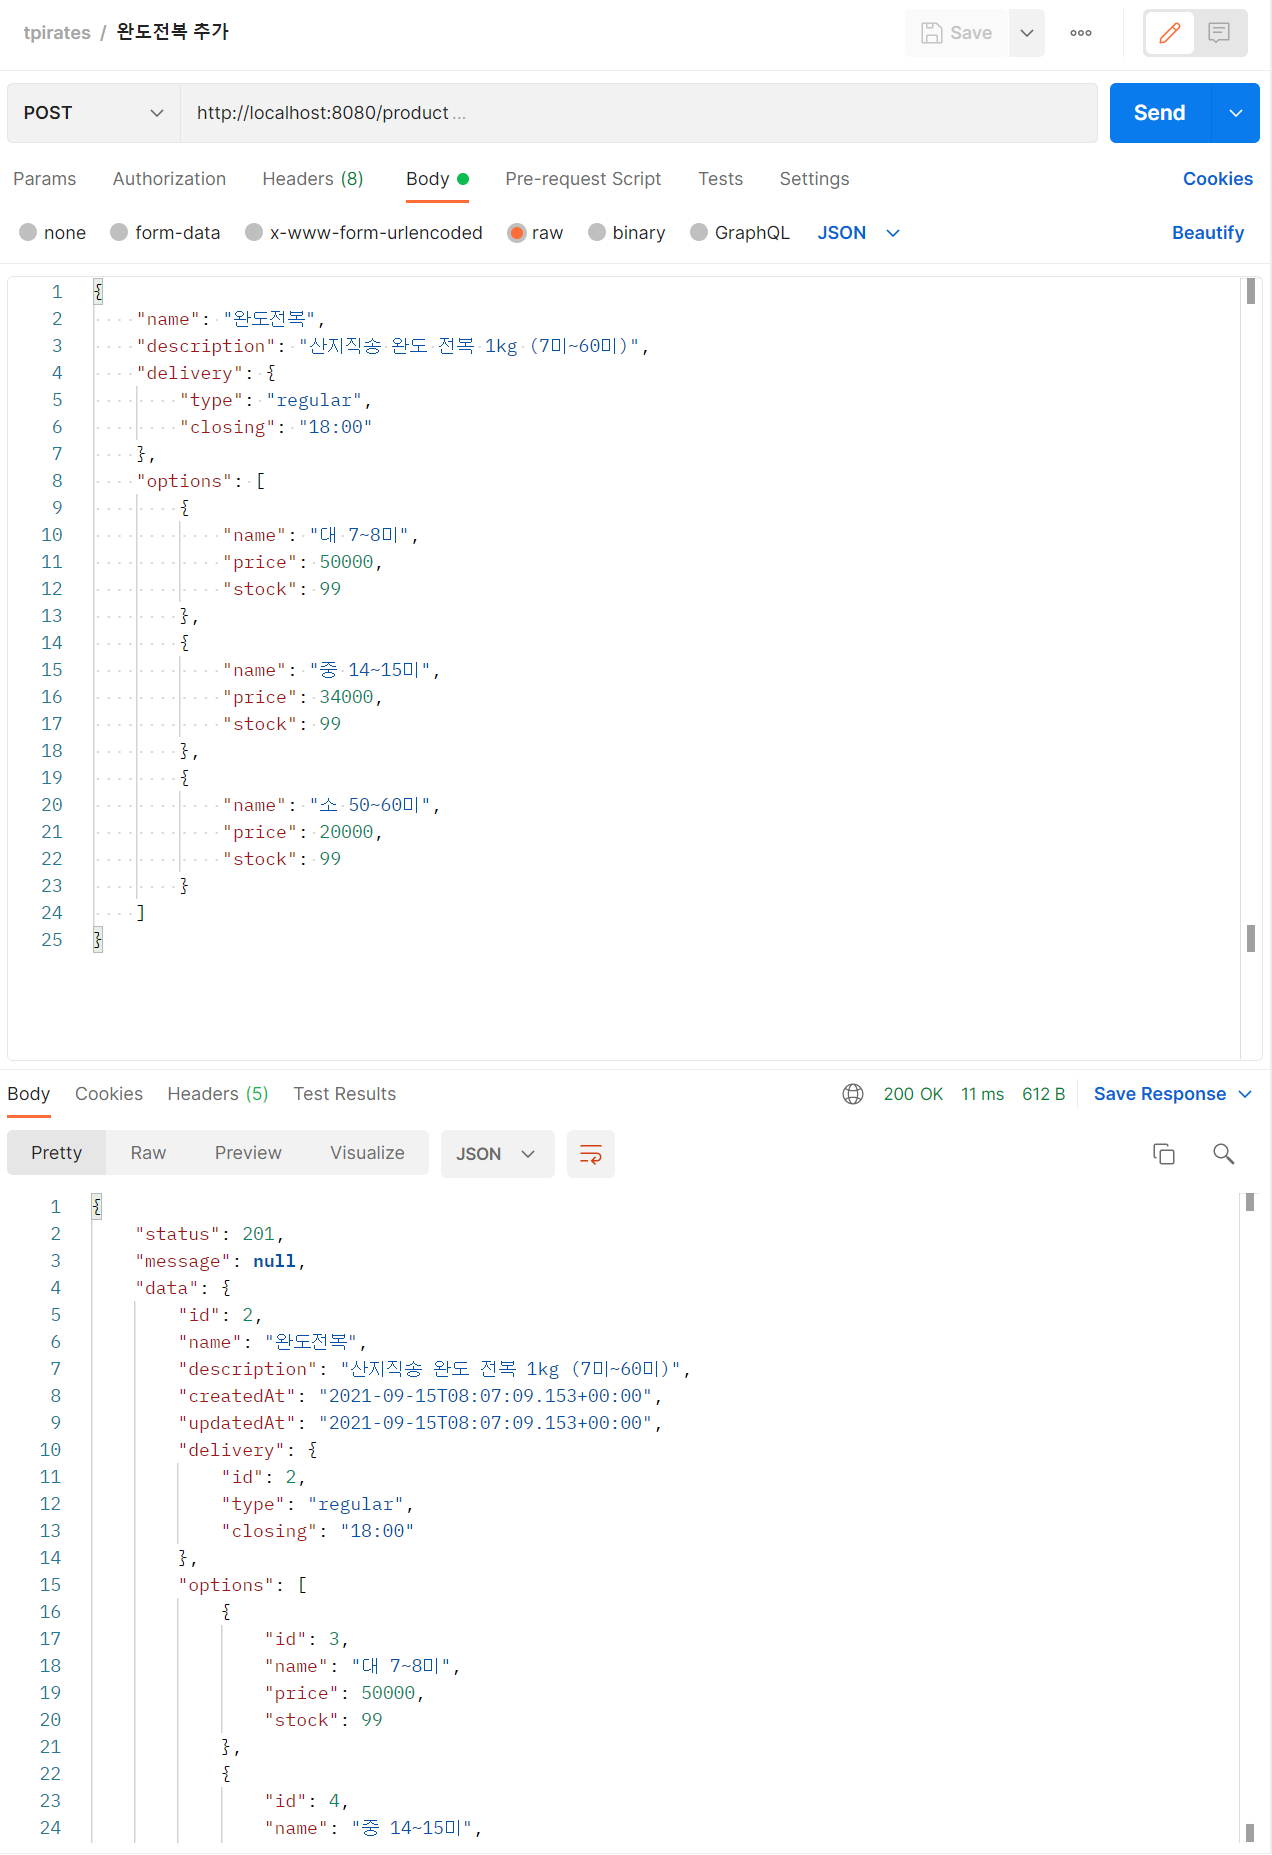 tpirates / 완도전복 추가
Save
POST http://localhost:8080/product ...
Send
Params Authorization Headers (8) Body Pre-request Script Tests Settings Cookies
none form-data x-www-form-urlencoded raw binary GraphQL JSON Beautify
1 {
2 "name": "완도전복",
3 "description": "산지직송 완도 전복 1kg (7미~60미)",
4 "delivery": {
5 "type": "regular",
6 "closing": "18:00"
7 },
8 "options": [
9 {
10 "name": "대 7~8미",
11 "price": 50000,
12 "stock": 99
13 },
14 {
15 "name": "중 14~15미",
16 "price": 34000,
17 "stock": 99
18 },
19 {
20 "name": "소 50~60미",
21 "price": 20000,
22 "stock": 99
23 }
24 ]
25 }
Body Cookies Headers (5) Test Results 200 OK 11 ms 612 B Save Response
Pretty Raw Preview Visualize JSON
1 {
2 "status": 201,
3 "message": null,
4 "data": {
5 "id": 2,
6 "name": "완도전복",
7 "description": "산지직송 완도 전복 1kg (7미~60미)",
8 "createdAt": "2021-09-15T08:07:09.153+00:00",
9 "updatedAt": "2021-09-15T08:07:09.153+00:00",
10 "delivery": {
11 "id": 2,
12 "type": "regular",
13 "closing": "18:00"
14 },
15 "options": [
16 {
17 "id": 3,
18 "name": "대 7~8미",
19 "price": 50000,
20 "stock": 99
21 },
22 {
23 "id": 4,
24 "name": "중 14~15미",